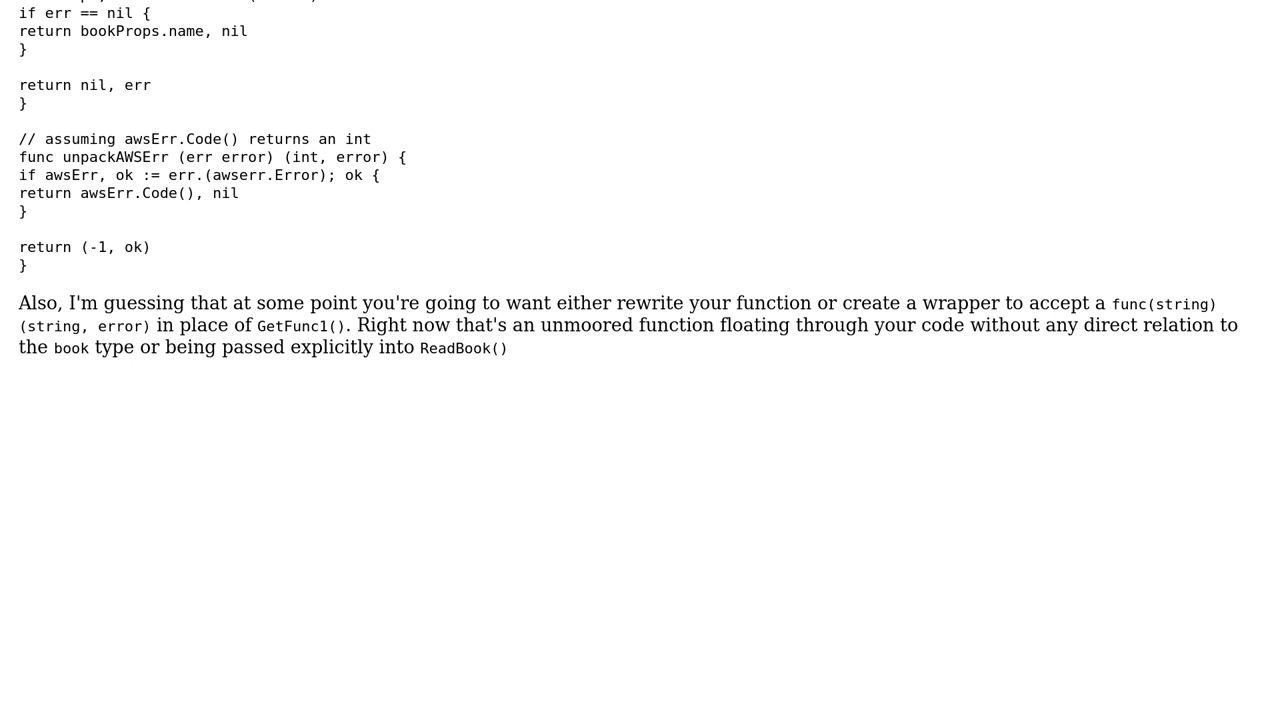 if err == nil {
return bookProps.name, nil
}
return nil, err
}
// assuming awsErr.Code() returns an int
func unpackAWSErr (err error) (int, error) {
if awsErr, ok := err.(awserr.Error); ok {
return awsErr.Code(), nil
}
return (-1, ok)
}
Also, I'm guessing that at some point you're going to want either rewrite your function or create a wrapper to accept a func(string)
(string, error) in place of GetFunc1(). Right now that's an unmoored function floating through your code without any direct relation to
the book type or being passed explicitly into ReadBook()